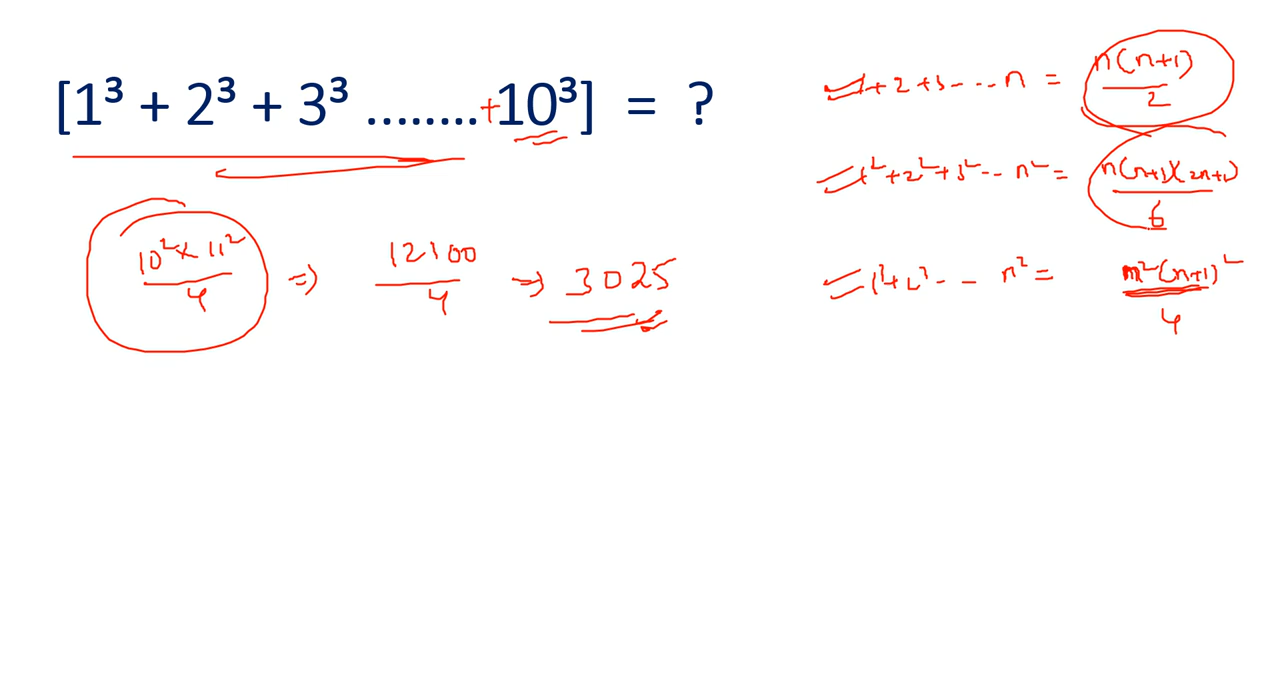 [1³ + 2³ + 3³ ........ + 10³] = ?
1 + 2 + 3 - - ... n = n(n+1)/2
1² + 2² + 3² - - n² = n(n+1)(2n+1)/6
1³ + 2³ - - n² = n²(n+1)²/4
10² × 11²/4 ⇒ 12100/4 ⇒ 3025